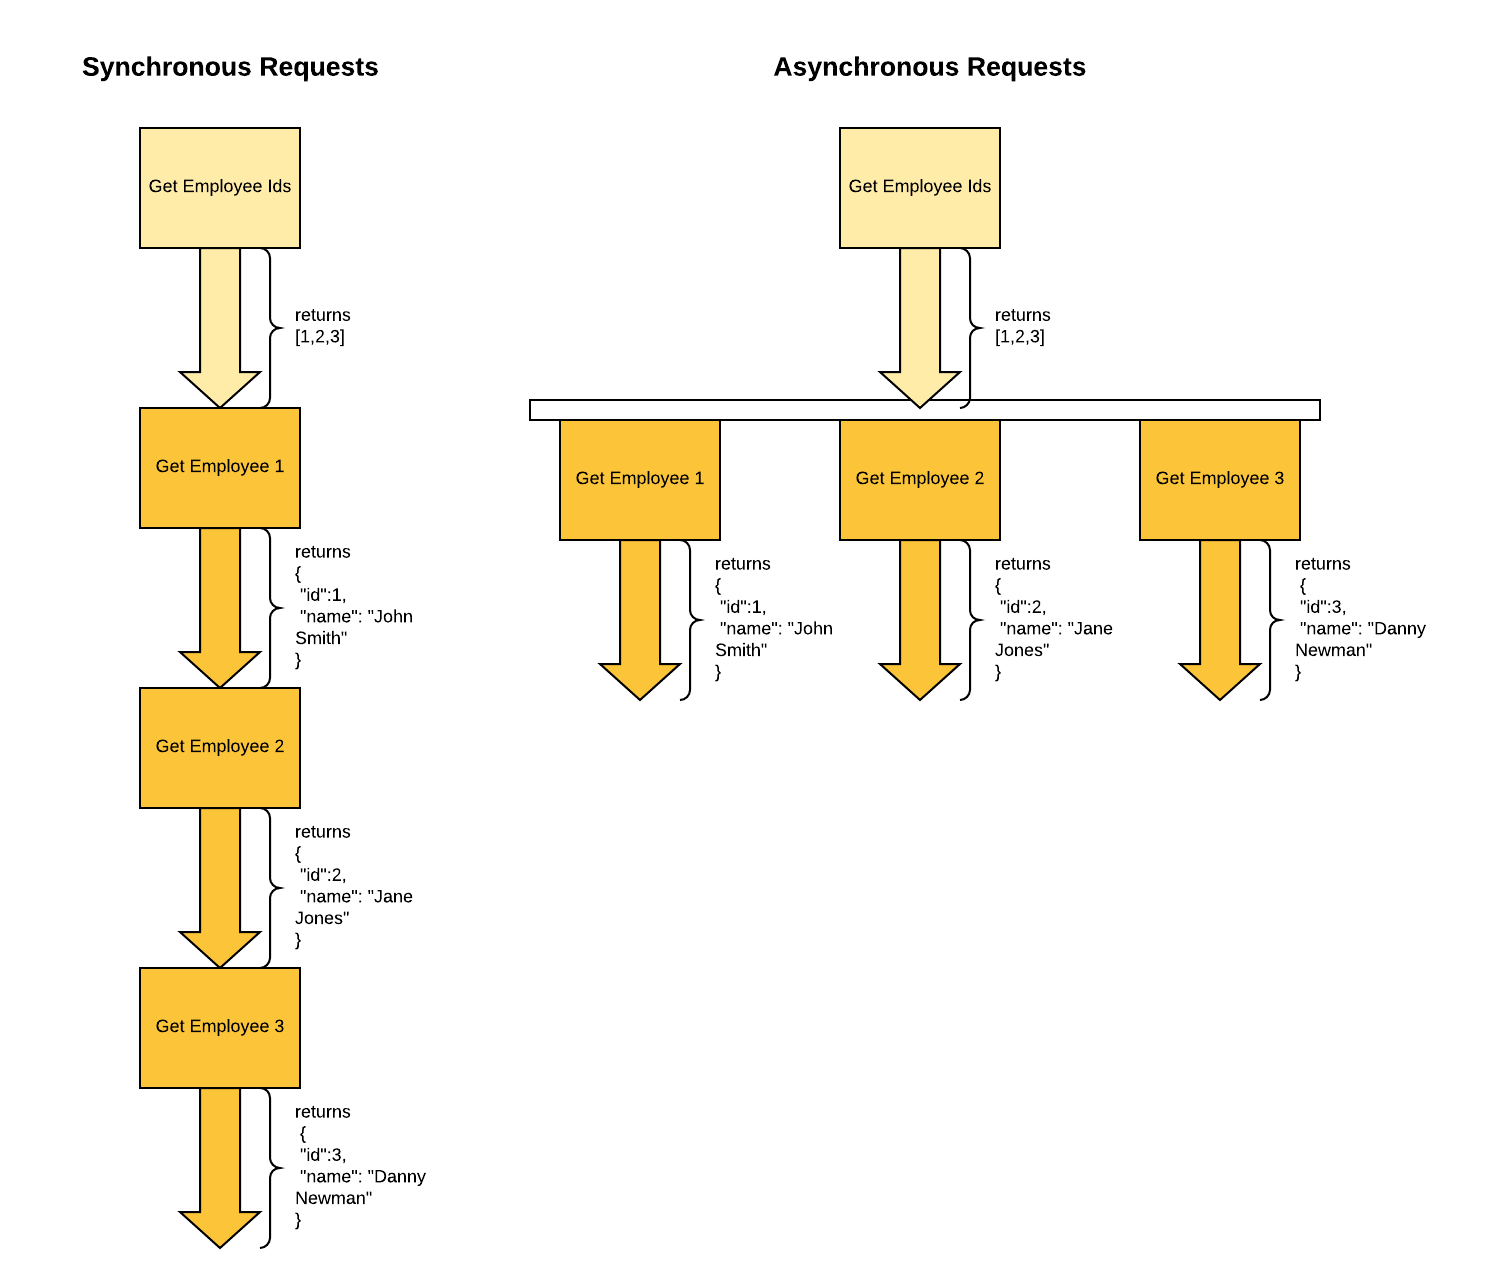 Synchronous Requests
Get Employee Ids
returns
[1,2,3]
Get Employee 1
returns
{
"id":1,
"name": "John
Smith"
}
Get Employee 2
returns
{
"id":2,
"name": "Jane
Jones"
}
Get Employee 3
returns
{
"id":3,
"name": "Danny
Newman"
}
Asynchronous Requests
Get Employee Ids
returns
[1,2,3]
Get Employee 1
returns
{
"id":1,
"name": "John
Smith"
}
Get Employee 2
returns
{
"id":2,
"name": "Jane
Jones"
}
Get Employee 3
returns
{
"id":3,
"name": "Danny
Newman"
}